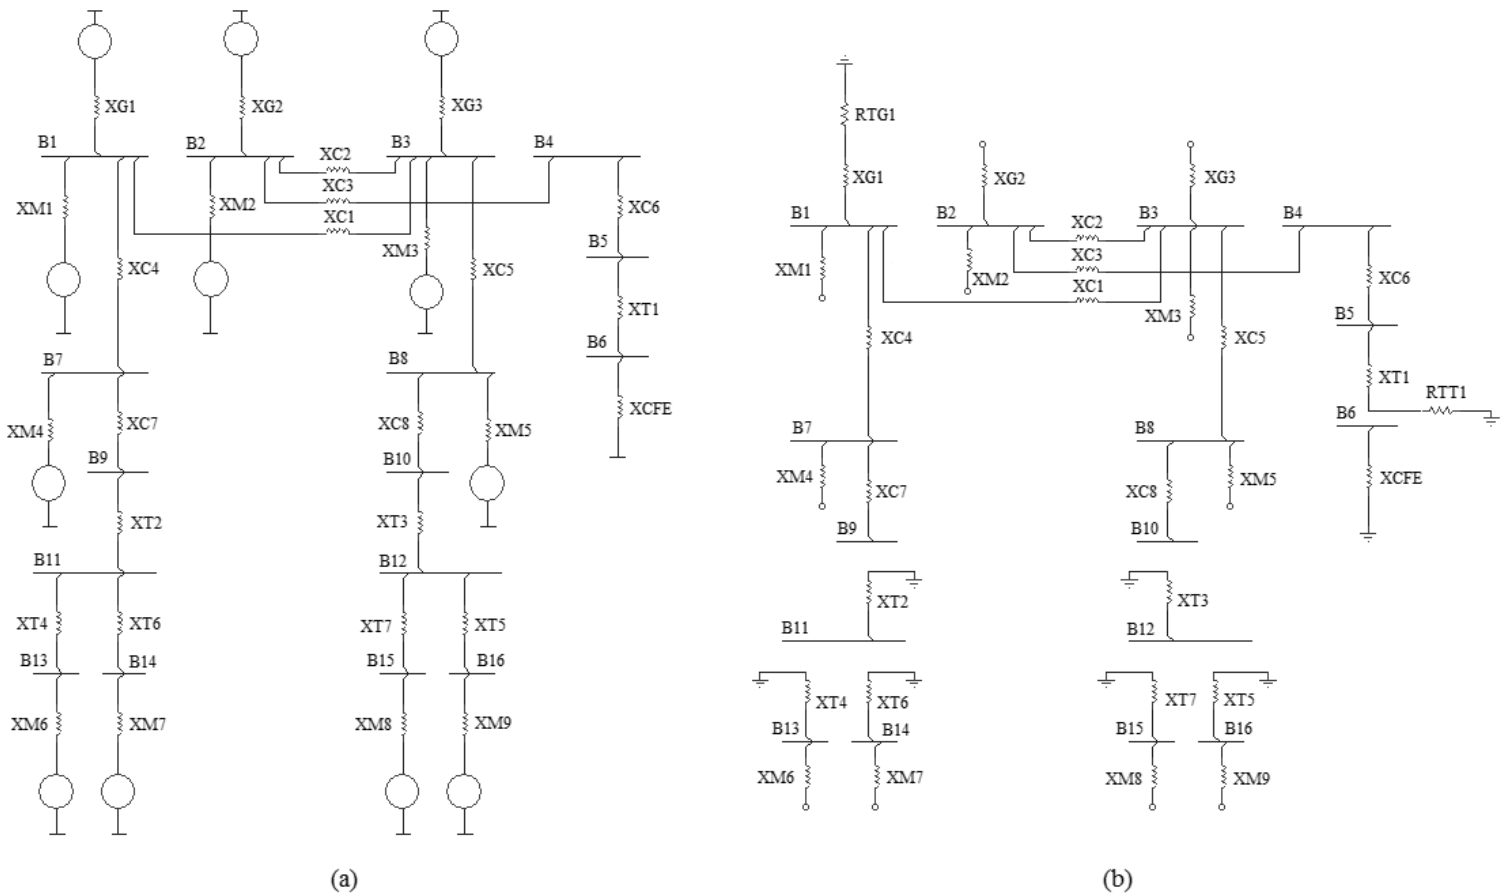 XG1
XG2
XG3
B1
B2
B3
B4
XC2
XC3
XC1
XM1
XM2
XM3
XC6
XC4
XC5
B5
XT1
B6
XCFE
B7
B8
XM4
XC7
XC8
XM5
B9
B10
XT2
XT3
B11
B12
XT4
XT6
XT7
XT5
B13
B14
B15
B16
XM6
XM7
XM8
XM9
(a)
RTG1
XG1
XG2
XG3
B1
B2
B3
B4
XC2
XC3
XC1
XM1
XM2
XM3
XC6
XC4
XC5
B5
XT1
RTT1
B6
XCFE
B7
B8
XM4
XC7
XC8
XM5
B9
B10
XT2
XT3
B11
B12
XT4
XT6
XT7
XT5
B13
B14
B15
B16
XM6
XM7
XM8
XM9
(b)